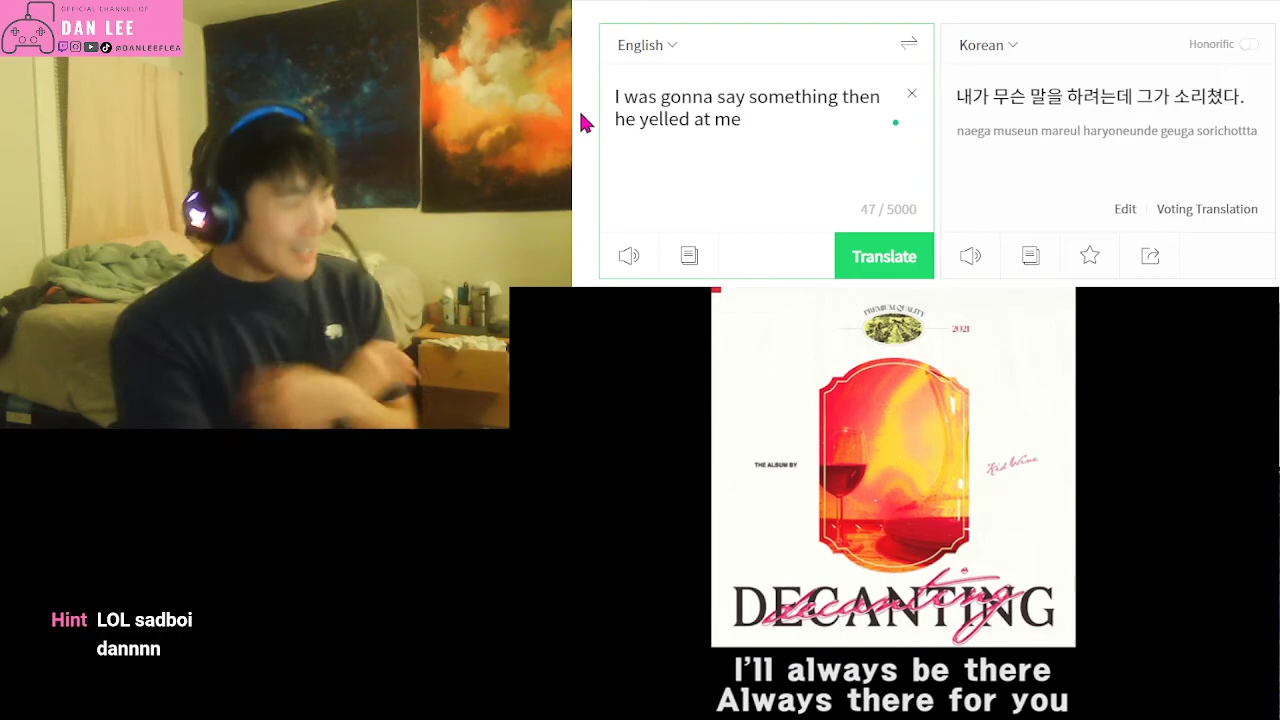 OFFICIAL CHANNEL OF
DAN LEE
@DANLEEFLEA
English
I was gonna say something then
he yelled at me
47 / 5000
Translate
Korean
Honorific
내가 무슨 말을 하려는데 그가 소리쳤다.
naega museun mareul haryoneunde geuga sorichottta
Edit
Voting Translation
PREMIUM QUALITY
2021
THE ALBUM BY
Red Wine
DECANTING
decanting
I'll always be there
Always there for you
Hint LOL sadboi
dannnn